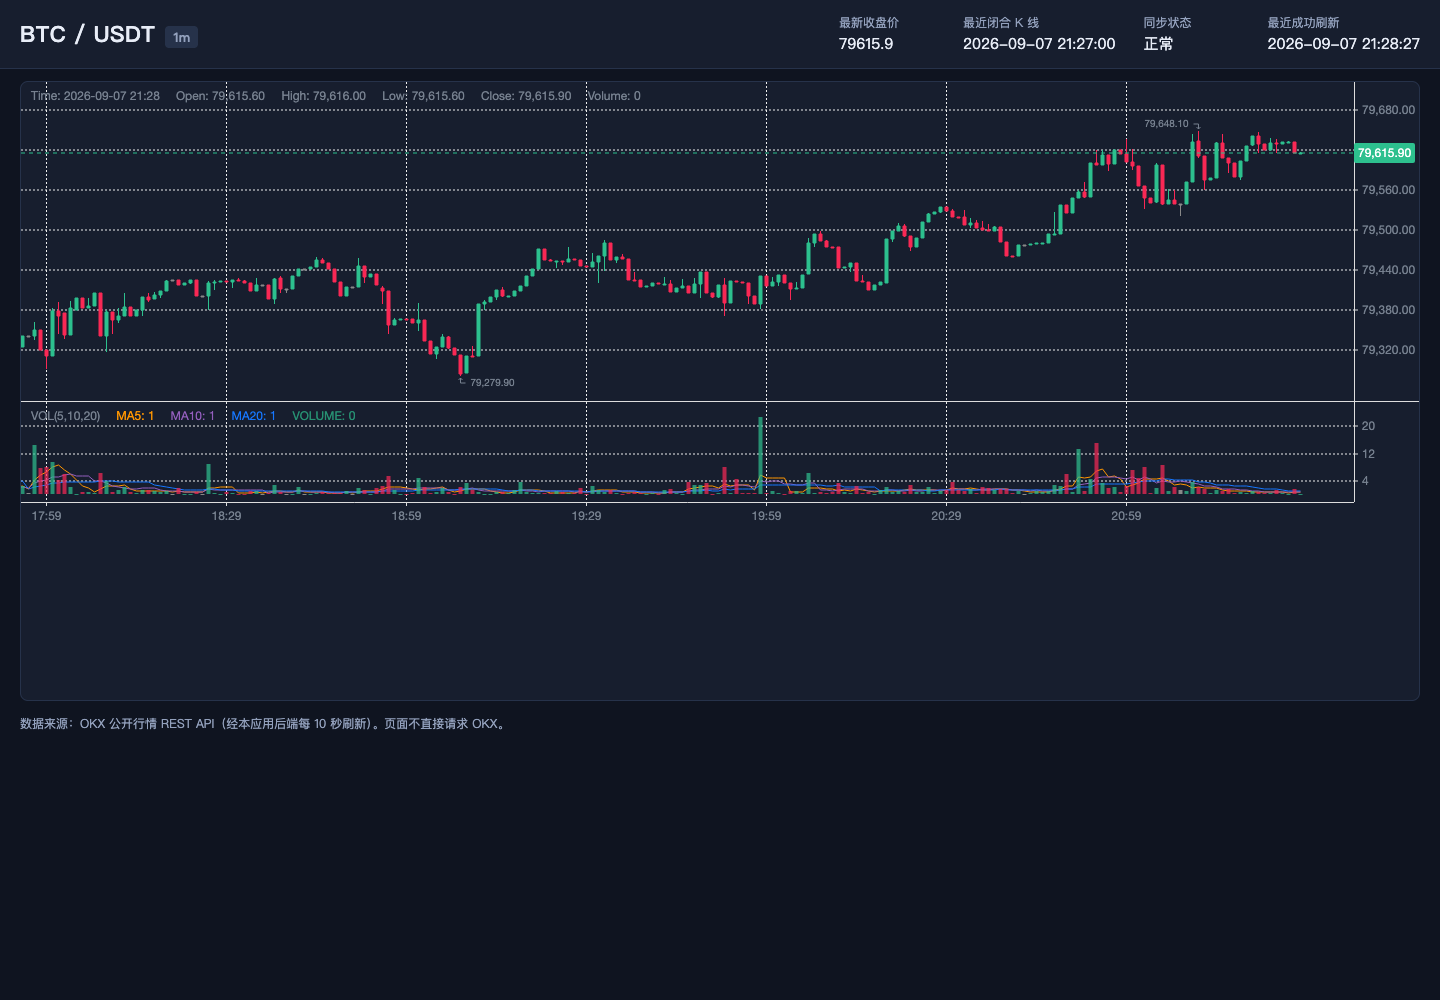 BTC / USDT 1m
最新收盘价 最近闭合 K 线 同步状态 最近成功刷新
79615.9 2026-09-07 21:27:00 正常 2026-09-07 21:28:27
Time: 2026-09-07 21:28 Open: 79,615.60 High: 79,616.00 Low: 79,615.60 Close: 79,615.90 Volume: 0
79,680.00
79,648.10
79,615.90
79,560.00
79,500.00
79,440.00
79,380.00
79,320.00
79,279.90
VOL(5,10,20) MA5: 1 MA10: 1 MA20: 1 VOLUME: 0
20
12
4
17:59 18:29 18:59 19:29 19:59 20:29 20:59
数据来源：OKX 公开行情 REST API（经本应用后端每 10 秒刷新）。页面不直接请求 OKX。